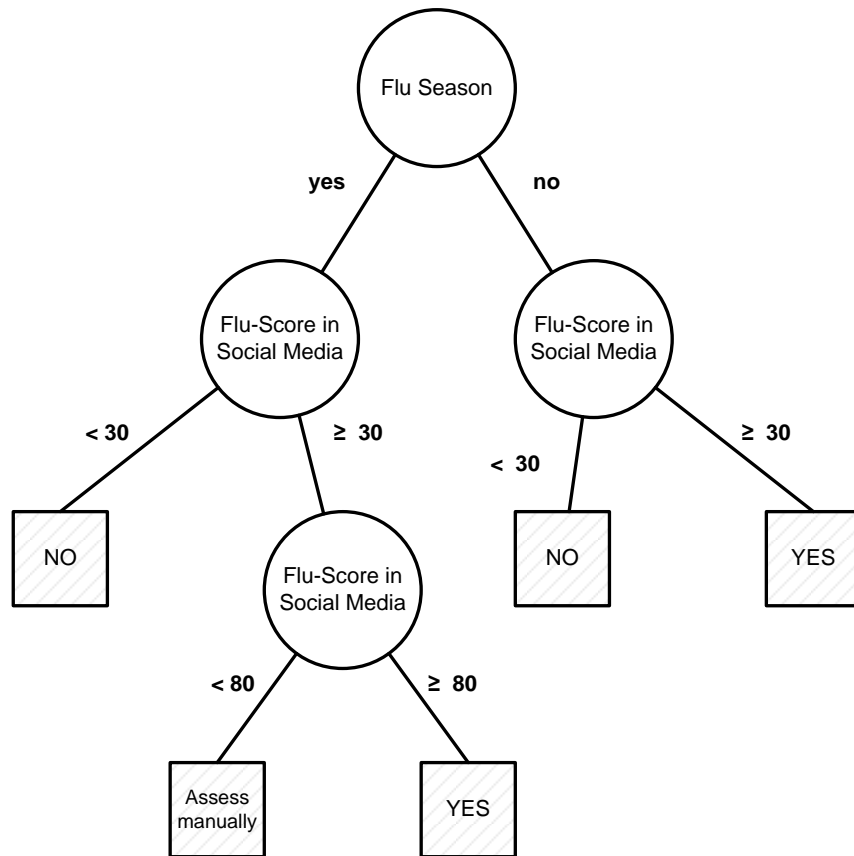 Flu Season
yes
no
Flu-Score in
Social Media
Flu-Score in
Social Media
< 30
≥ 30
< 30
≥ 30
NO
Flu-Score in
Social Media
NO
YES
< 80
≥ 80
Assess
manually
YES